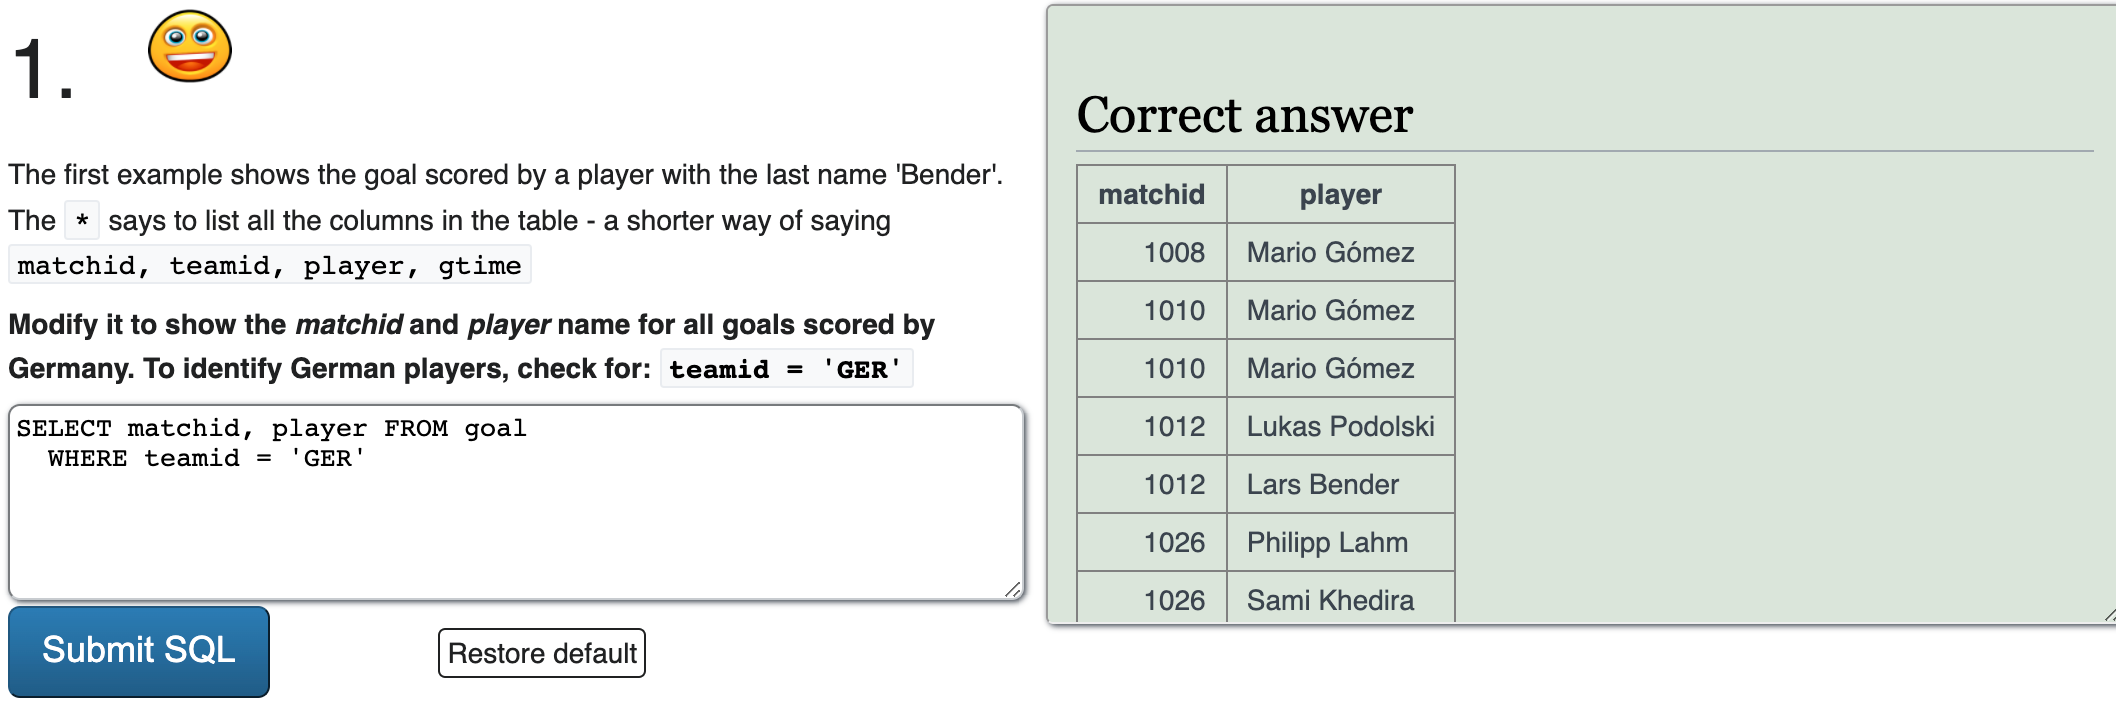 1.
The first example shows the goal scored by a player with the last name 'Bender'.
The * says to list all the columns in the table - a shorter way of saying
matchid, teamid, player, gtime
Modify it to show the matchid and player name for all goals scored by
Germany. To identify German players, check for: teamid = 'GER'
SELECT matchid, player FROM goal
WHERE teamid = 'GER'
Submit SQL
Restore default
Correct answer
matchid player
1008 Mario Gómez
1010 Mario Gómez
1010 Mario Gómez
1012 Lukas Podolski
1012 Lars Bender
1026 Philipp Lahm
1026 Sami Khedira